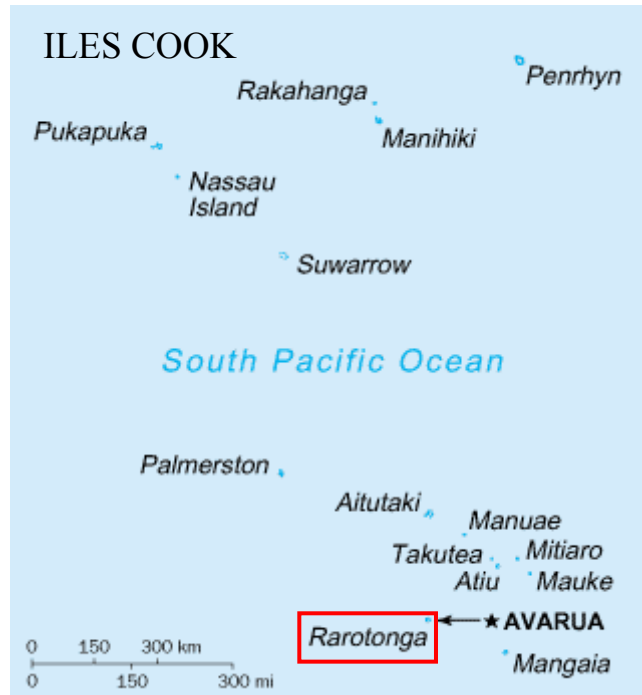 ILES COOK
Penrhyn
Rakahanga
Manihiki
Pukapuka
Nassau
Island
Suwarrow
South Pacific Ocean
Palmerston
Aitutaki
Manuae
Takutea
Mitiaro
Atiu
Mauke
AVARUA
Rarotonga
Mangaia
0 150 300 km
0 150 300 mi